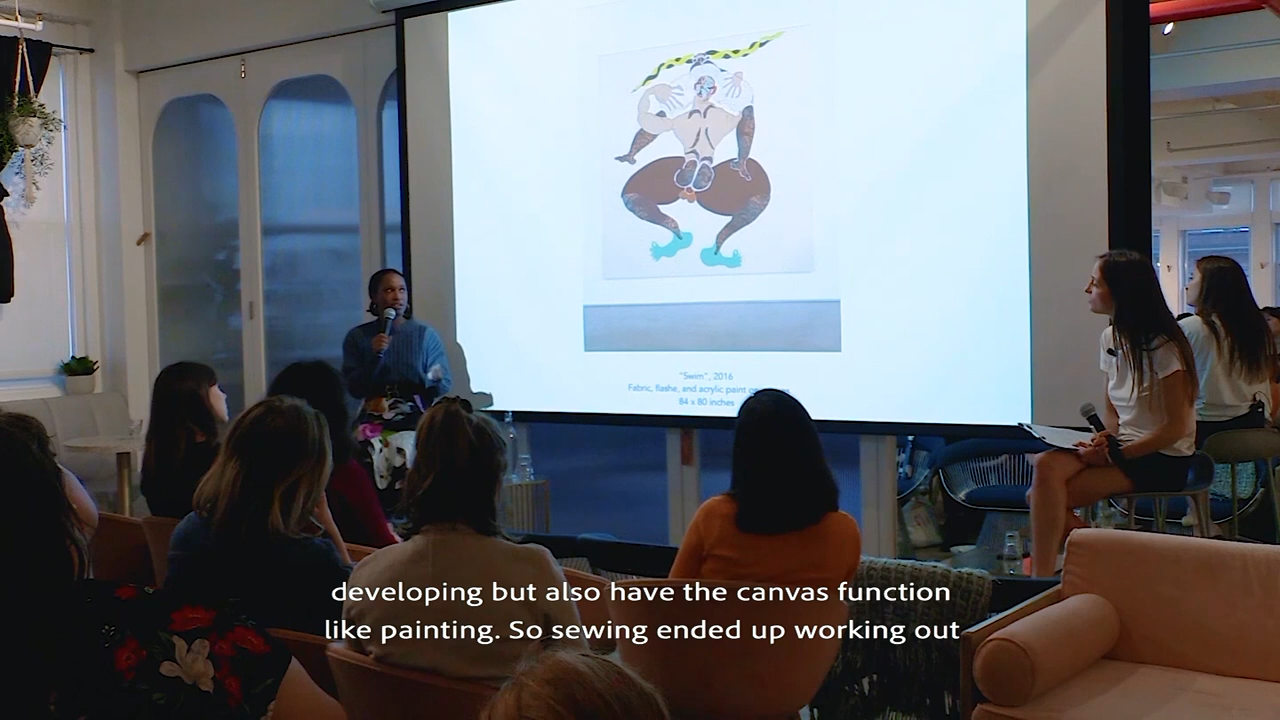 "Swim", 2016
Fabric, flashe, and acrylic paint on
84 x 80 inches
developing but also have the canvas function
like painting. So sewing ended up working out